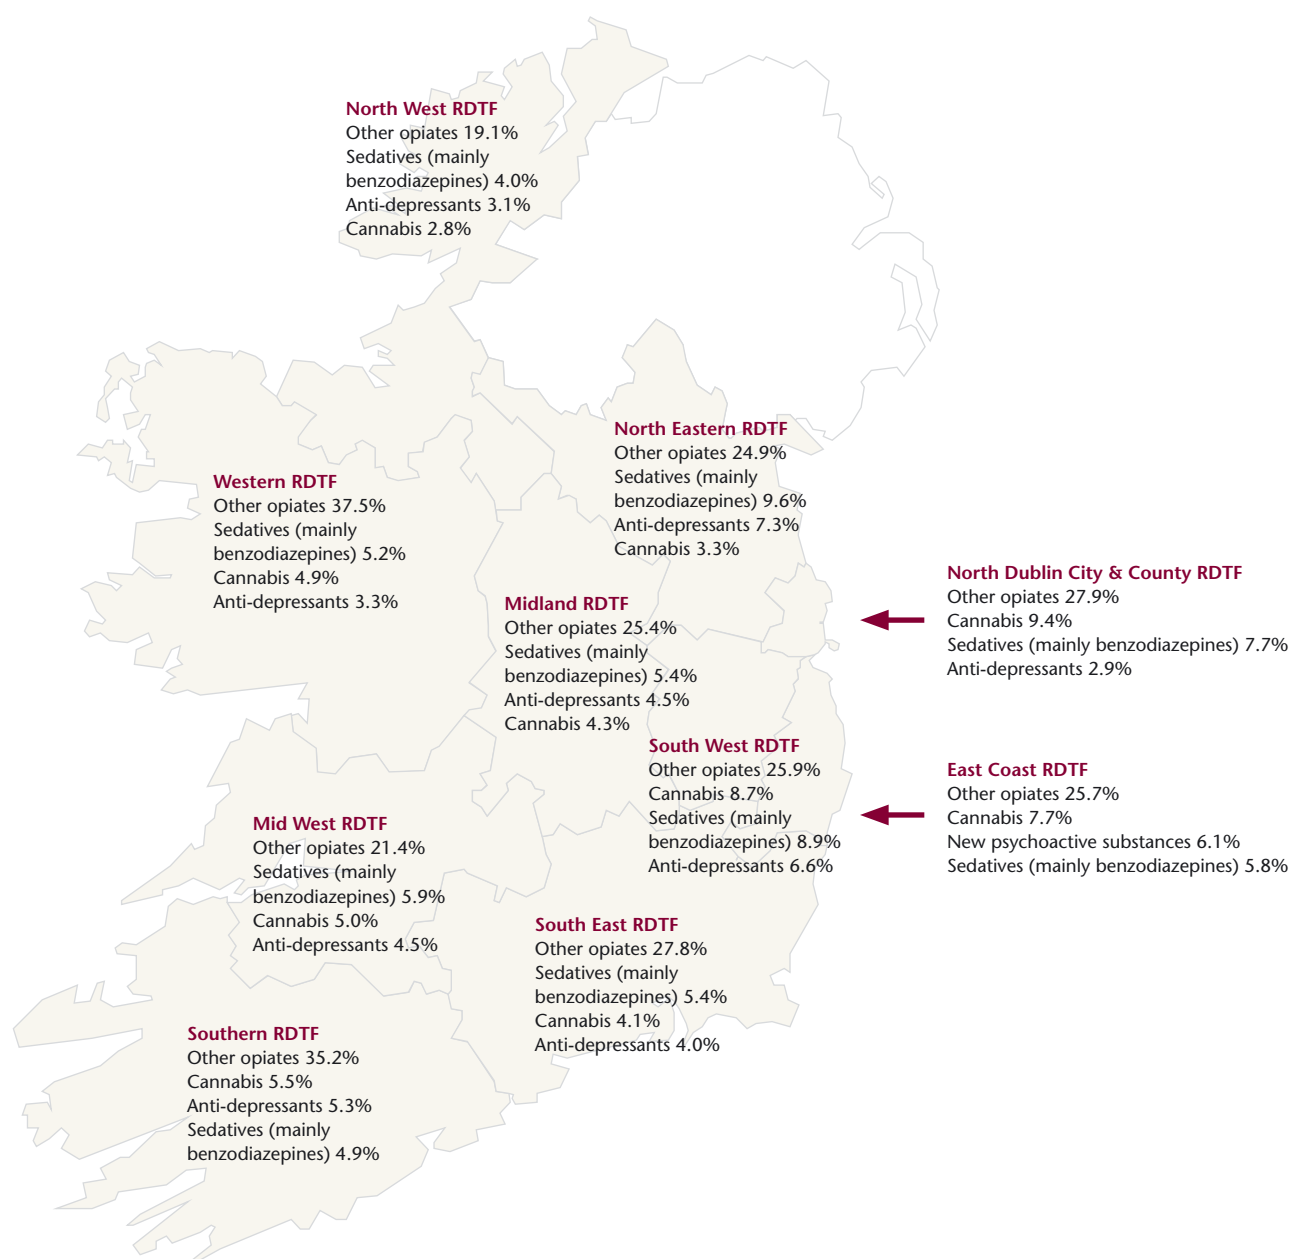 North West RDTF
Other opiates 19.1%
Sedatives (mainly
benzodiazepines) 4.0%
Anti-depressants 3.1%
Cannabis 2.8%
North Eastern RDTF
Other opiates 24.9%
Sedatives (mainly
benzodiazepines) 9.6%
Anti-depressants 7.3%
Cannabis 3.3%
Western RDTF
Other opiates 37.5%
Sedatives (mainly
benzodiazepines) 5.2%
Cannabis 4.9%
Anti-depressants 3.3%
North Dublin City & County RDTF
Other opiates 27.9%
Cannabis 9.4%
Sedatives (mainly benzodiazepines) 7.7%
Anti-depressants 2.9%
Midland RDTF
Other opiates 25.4%
Sedatives (mainly
benzodiazepines) 5.4%
Anti-depressants 4.5%
Cannabis 4.3%
South West RDTF
Other opiates 25.9%
Cannabis 8.7%
Sedatives (mainly
benzodiazepines) 8.9%
Anti-depressants 6.6%
East Coast RDTF
Other opiates 25.7%
Cannabis 7.7%
New psychoactive substances 6.1%
Sedatives (mainly benzodiazepines) 5.8%
Mid West RDTF
Other opiates 21.4%
Sedatives (mainly
benzodiazepines) 5.9%
Cannabis 5.0%
Anti-depressants 4.5%
South East RDTF
Other opiates 27.8%
Sedatives (mainly
benzodiazepines) 5.4%
Cannabis 4.1%
Anti-depressants 4.0%
Southern RDTF
Other opiates 35.2%
Cannabis 5.5%
Anti-depressants 5.3%
Sedatives (mainly
benzodiazepines) 4.9%